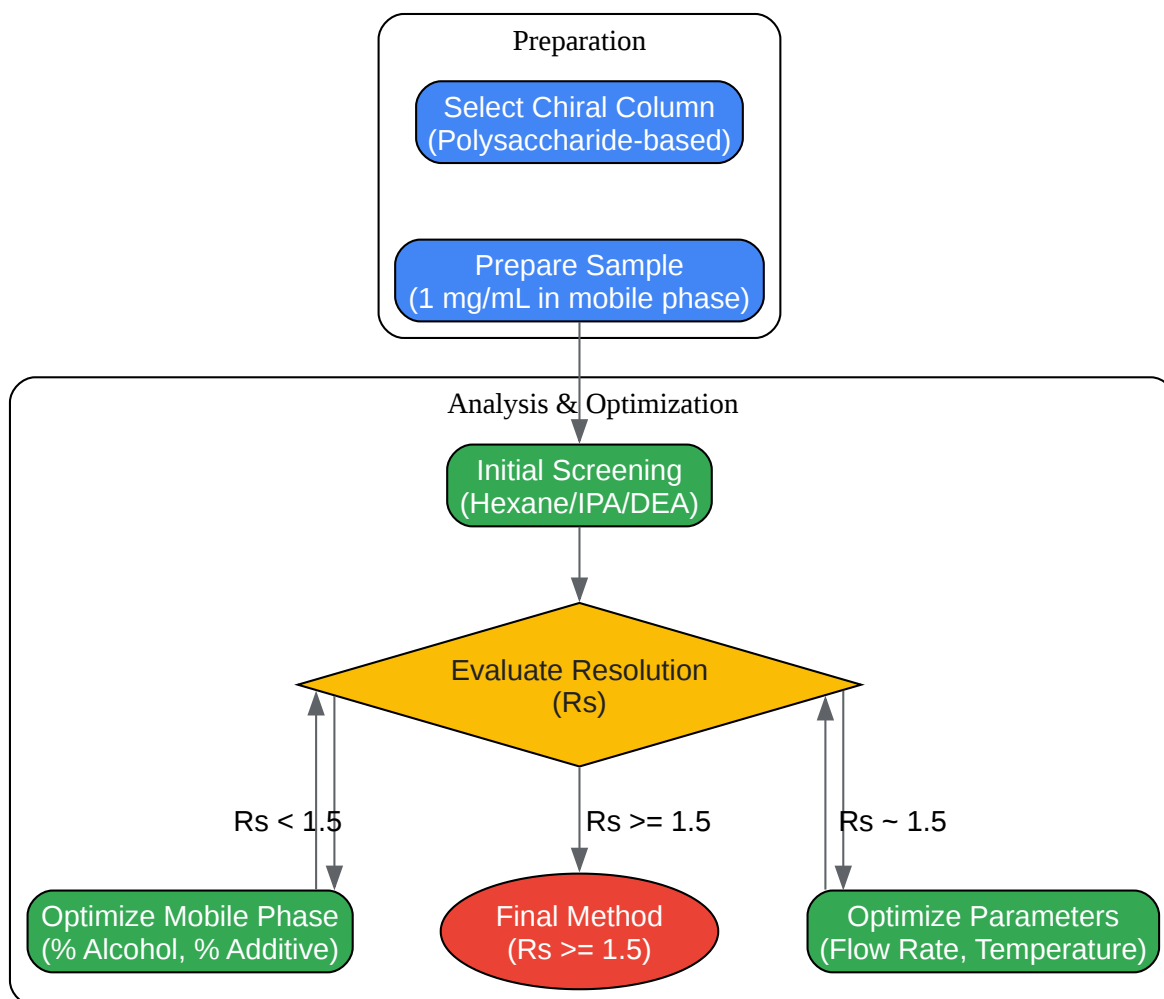 Preparation
Select Chiral Column
(Polysaccharide-based)
Prepare Sample
(1 mg/mL in mobile phase)
Analysis & Optimization
Initial Screening
(Hexane/IPA/DEA)
Evaluate Resolution
(Rs)
Rs < 1.5
Rs >= 1.5
Rs ~ 1.5
Optimize Mobile Phase
(% Alcohol, % Additive)
Final Method
(Rs >= 1.5)
Optimize Parameters
(Flow Rate, Temperature)